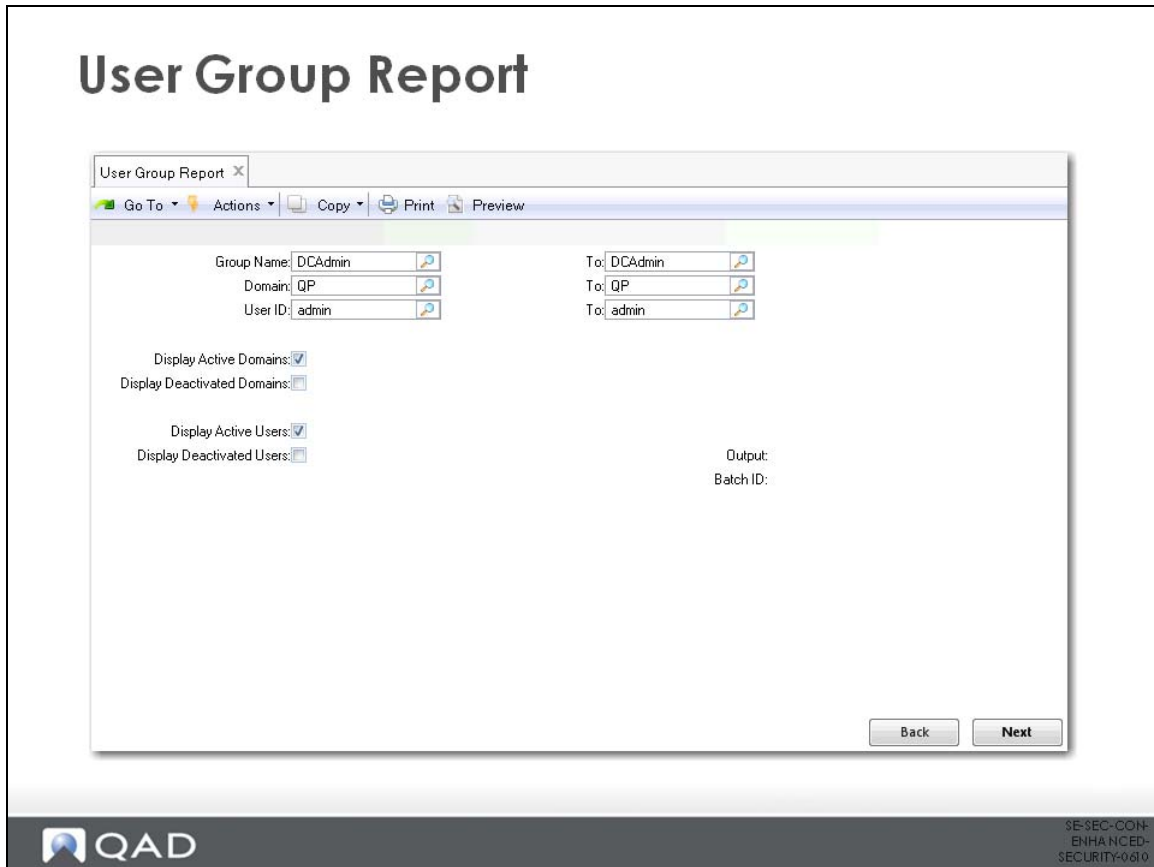 User Group Report
User Group Report
Go To Actions Copy Print Preview
Group Name: DCAdmin To: DCAdmin
Domain: QP To: QP
User ID: admin To: admin
Display Active Domains:
Display Deactivated Domains:
Display Active Users:
Display Deactivated Users: Output:
Batch ID:
Back Next
QAD
SE-SEC-CON-
ENHANCED-
SECURITY-0610